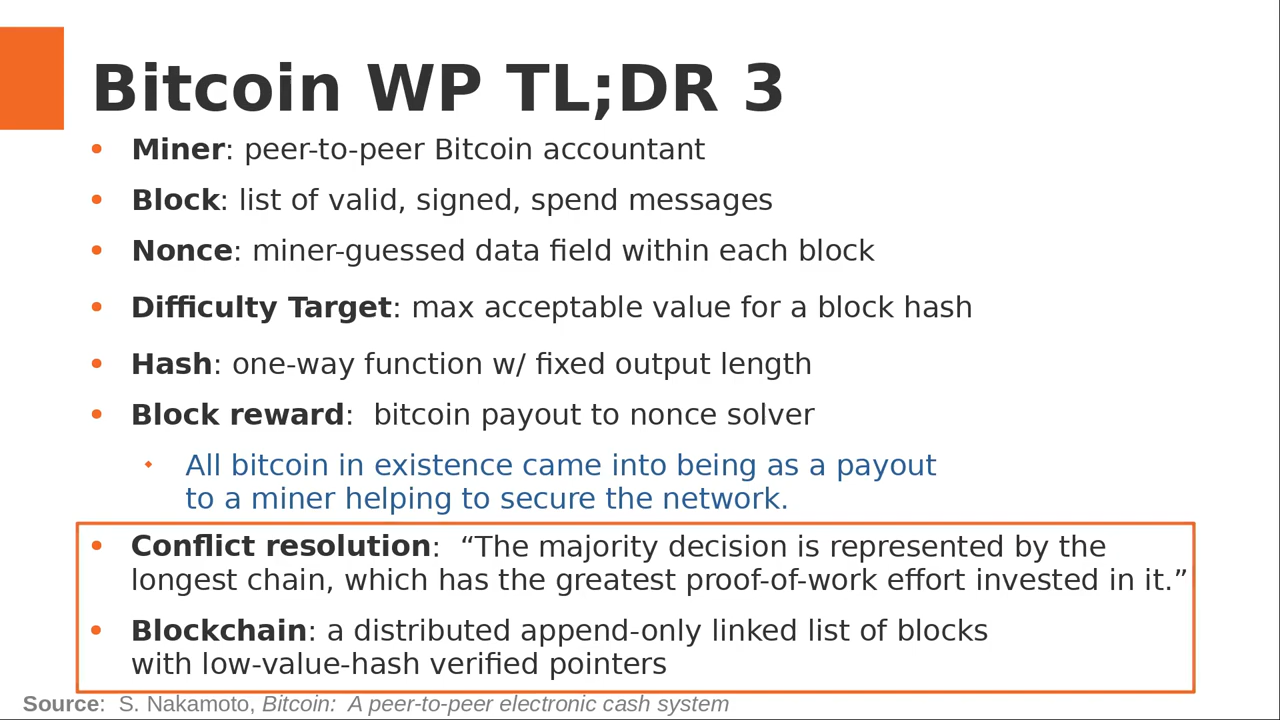 Bitcoin WP TL;DR 3
• Miner: peer-to-peer Bitcoin accountant
• Block: list of valid, signed, spend messages
• Nonce: miner-guessed data field within each block
• Difficulty Target: max acceptable value for a block hash
• Hash: one-way function w/ fixed output length
• Block reward:  bitcoin payout to nonce solver
All bitcoin in existence came into being as a payout
to a miner helping to secure the network.
• Conflict resolution:  “The majority decision is represented by the
longest chain, which has the greatest proof-of-work effort invested in it.”
• Blockchain: a distributed append-only linked list of blocks
with low-value-hash verified pointers
Source:  S. Nakamoto, Bitcoin:  A peer-to-peer electronic cash system